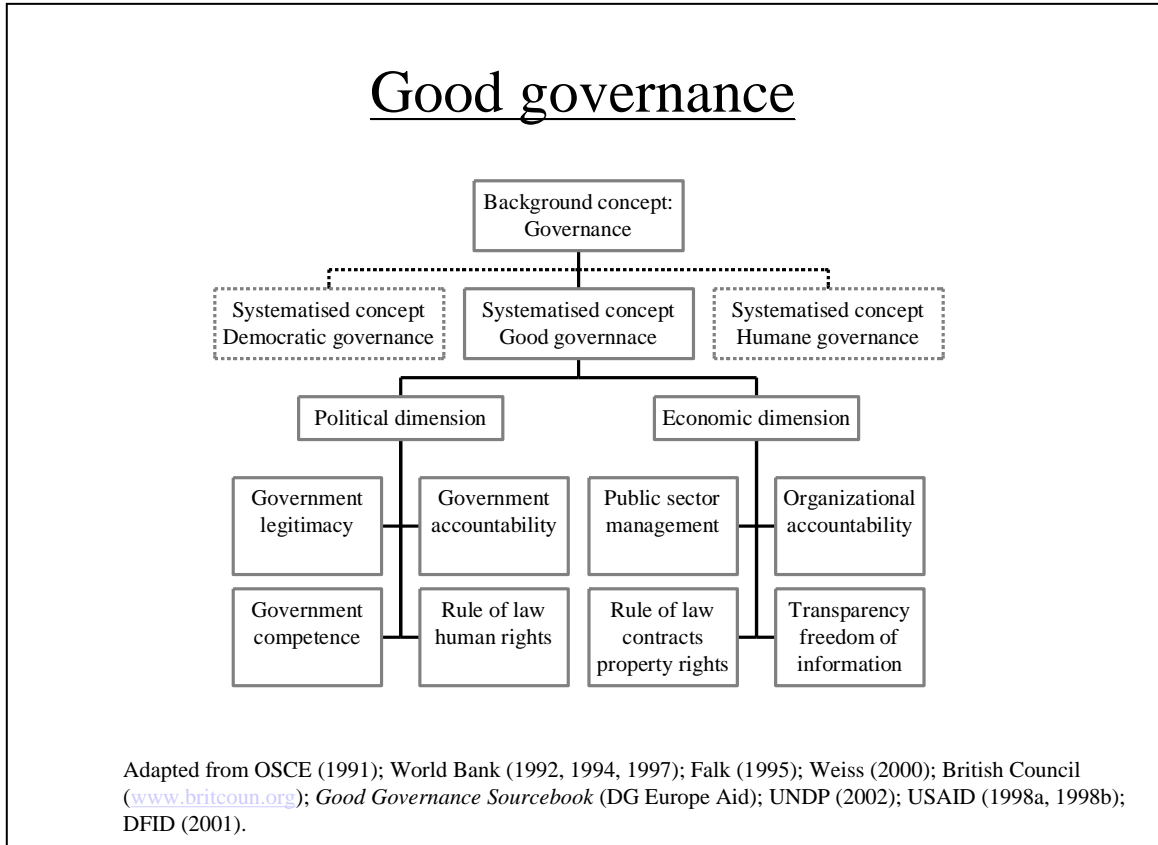 Good governance
Background concept:
Governance
Systematised concept
Democratic governance
Systematised concept
Good governnace
Systematised concept
Humane governance
Political dimension
Economic dimension
Government
legitimacy
Government
accountability
Public sector
management
Organizational
accountability
Government
competence
Rule of law
human rights
Rule of law
contracts
property rights
Transparency
freedom of
information
Adapted from OSCE (1991); World Bank (1992, 1994, 1997); Falk (1995); Weiss (2000); British Council
(www.britcoun.org); Good Governance Sourcebook (DG Europe Aid); UNDP (2002); USAID (1998a, 1998b);
DFID (2001).